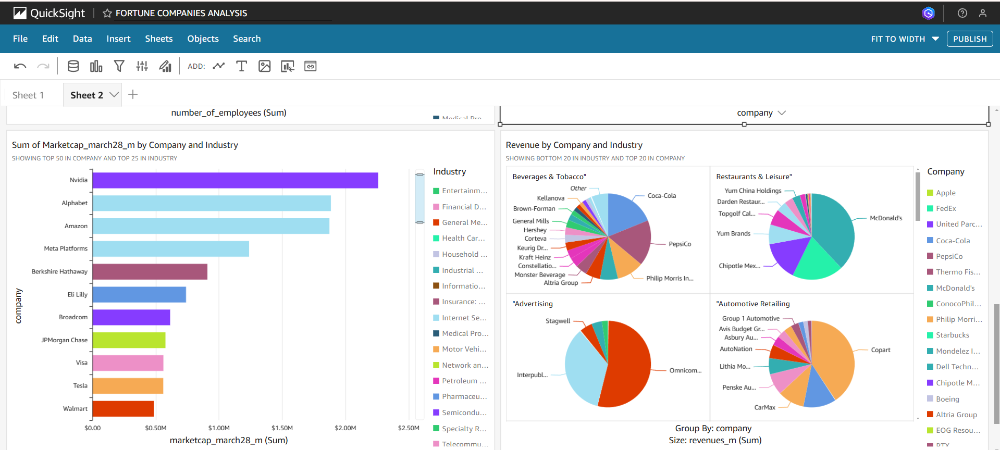 QuickSight
FORTUNE COMPANIES ANALYSIS
File Edit Data Insert Sheets Objects Search
FIT TO WIDTH
PUBLISH
ADD:
Sheet 1
Sheet 2
number_of_employees (Sum)
company
Sum of Marketcap_march28_m by Company and Industry
SHOWING TOP 50 IN COMPANY AND TOP 25 IN INDUSTRY
company
Nvidia
Alphabet
Amazon
Meta Platforms
Berkshire Hathaway
Eli Lilly
Broadcom
JPMorgan Chase
Visa
Tesla
Walmart
$0.00 $0.50M $1.00M $1.50M $2.00M $2.50M
marketcap_march28_m (Sum)
Industry
Entertainm...
Financial D...
General Me...
Health Car...
Household ...
Industrial ...
Informatio...
Insurance: ...
Internet Se...
Medical Pro...
Motor Vehi...
Network an...
Petroleum ...
Pharmaceu...
Semicondu...
Specialty R...
Telecommu...
Revenue by Company and Industry
SHOWING BOTTOM 20 IN INDUSTRY AND TOP 20 IN COMPANY
Beverages & Tobacco"
Other
Kellanova
Brown-Forman
General Mills
Hershey
Corteva
Keurig Dr...
Kraft Heinz
Constellatio...
Monster Beverage
Altria Group
Coca-Cola
PepsiCo
Philip Morris In...
Restaurants & Leisure"
Yum China Holdings
Darden Restaur...
Topgolf Cal...
Yum Brands
Chipotle Mex...
McDonald's
"Advertising
Stagwell
Interpubl...
Omnicom...
"Automotive Retailing
Group 1 Automotive
Avis Budget Gr...
Asbury Au...
AutoNation
Lithia Mo...
Penske Au...
CarMax
Copart
Group By: company
Size: revenues_m (Sum)
Company
Apple
FedEx
United Parc...
Coca-Cola
PepsiCo
Thermo Fis...
McDonald's
ConocoPhil...
Philip Morri...
Starbucks
Mondelez I...
Dell Techn...
Chipotle M...
Boeing
Altria Group
EOG Resou...
RTX